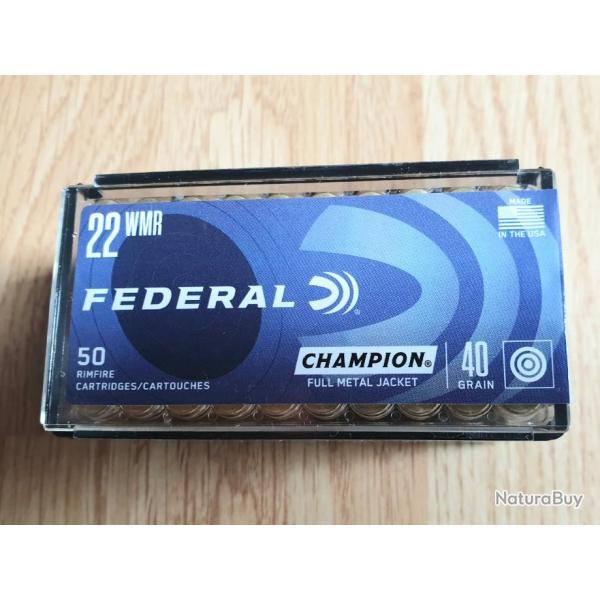 22 WMR
MADE
IN THE USA
FEDERAL®
50
RIMFIRE
CARTRIDGES/CARTOUCHES
CHAMPION®
FULL METAL JACKET
40
GRAIN
NaturaBuy